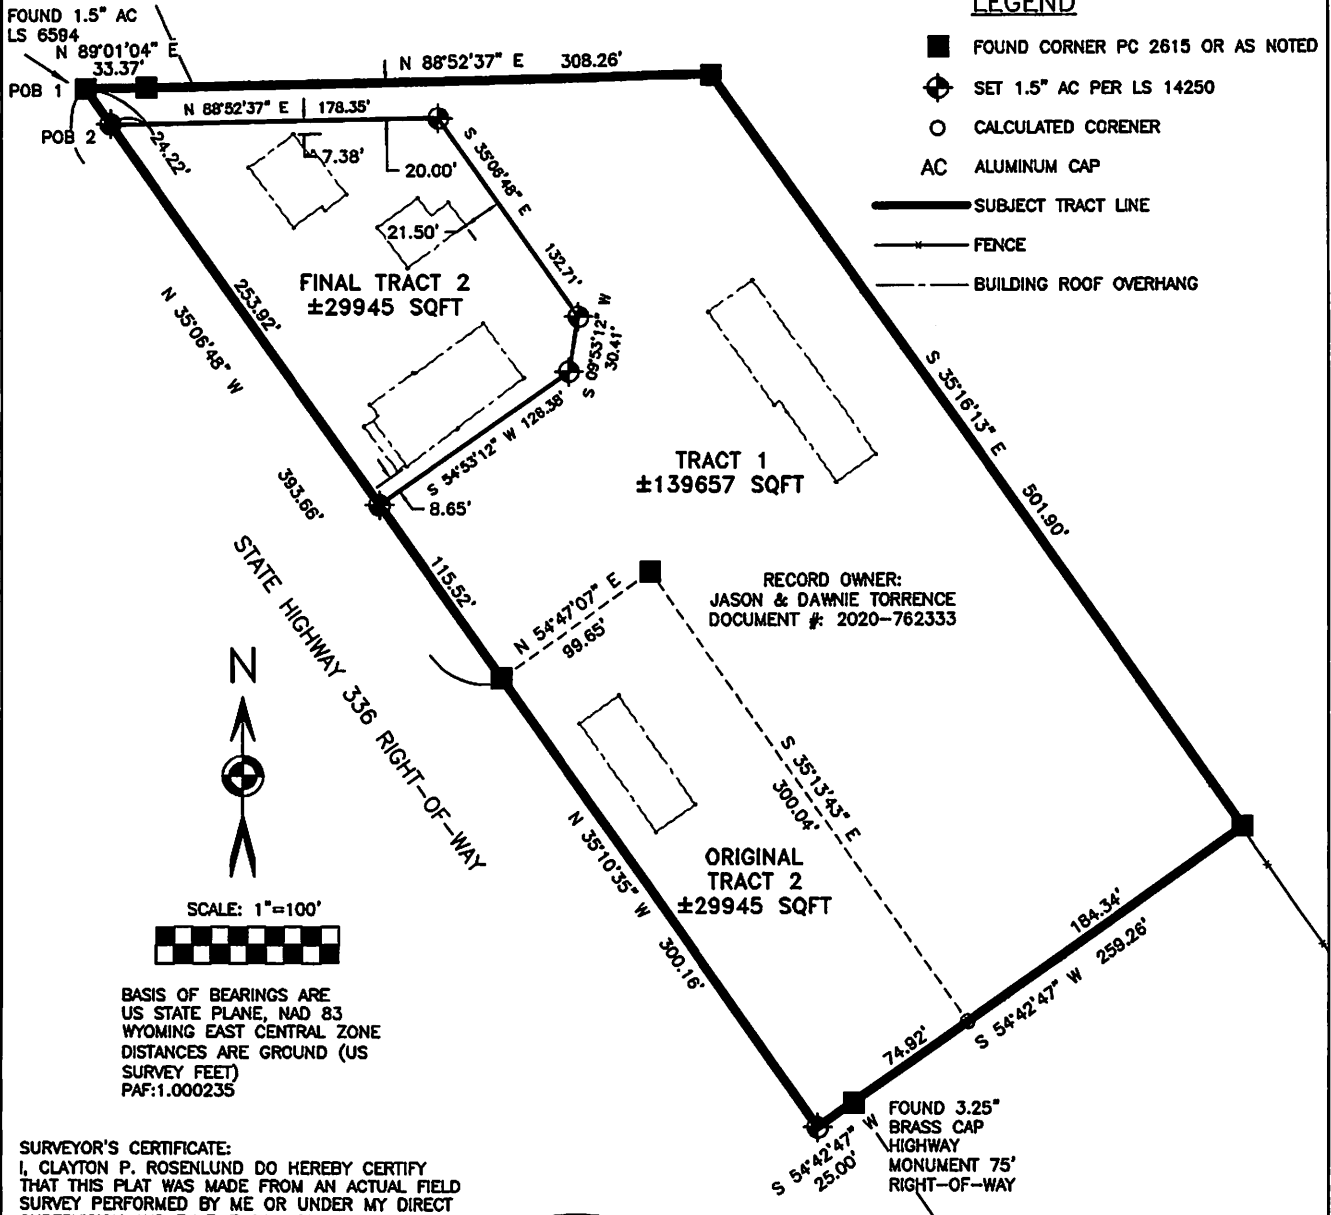 FOUND 1.5" AC
LS 6594
N 89°01'04" E
33.37'
POB 1
N 88°52'37" E 308.26'
LEGEND
FOUND CORNER PC 2615 OR AS NOTED
SET 1.5" AC PER LS 14250
CALCULATED CORENER
AC ALUMINUM CAP
SUBJECT TRACT LINE
FENCE
BUILDING ROOF OVERHANG
N 88°52'37" E 178.35'
POB 2
24.22'
7.38'
20.00'
S 35°06'48" E
132.71'
21.50'
FINAL TRACT 2
±29945 SQFT
253.92'
N 35°06'48" W
393.66'
S 09°53'12" W
30.41'
S 54°53'12" W 126.38'
8.65'
TRACT 1
±139657 SQFT
S 35°16'13" E
501.90'
115.52'
STATE HIGHWAY 336 RIGHT-OF-WAY
N 54°47'07" E
99.65'
RECORD OWNER:
JASON & DAWNIE TORRENCE
DOCUMENT #: 2020-762333
N
S 35°13'43" E
300.04'
N 35°10'35" W
300.16'
ORIGINAL
TRACT 2
±29945 SQFT
SCALE: 1"=100'
184.34'
S 54°42'47" W 259.26'
74.92'
BASIS OF BEARINGS ARE
US STATE PLANE, NAD 83
WYOMING EAST CENTRAL ZONE
DISTANCES ARE GROUND (US
SURVEY FEET)
PAF:1.000235
S 54°42'47" W
25.00'
FOUND 3.25"
BRASS CAP
HIGHWAY
MONUMENT 75'
RIGHT-OF-WAY
SURVEYOR'S CERTIFICATE:
I, CLAYTON P. ROSENLUND DO HEREBY CERTIFY
THAT THIS PLAT WAS MADE FROM AN ACTUAL FIELD
SURVEY PERFORMED BY ME OR UNDER MY DIRECT